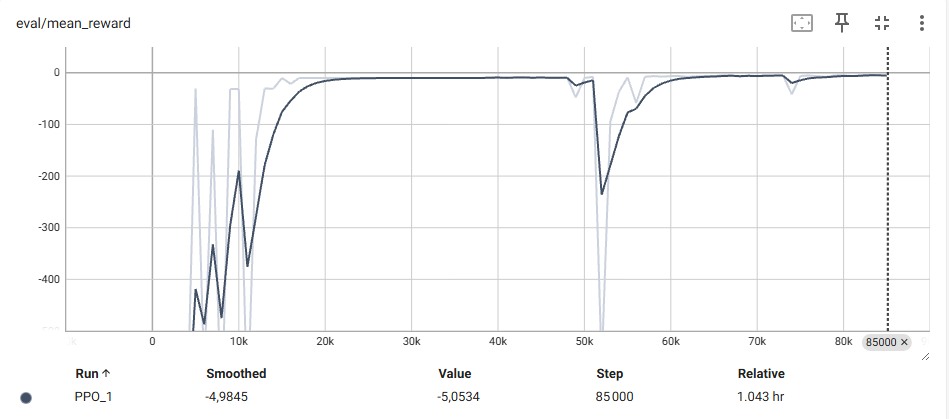 eval/mean_reward
0
-100
-200
-300
-400
0 10k 20k 30k 40k 50k 60k 70k 80k 85000 ×
Run ↑ Smoothed Value Step Relative
PPO_1 -4,9845 -5,0534 85000 1.043 hr